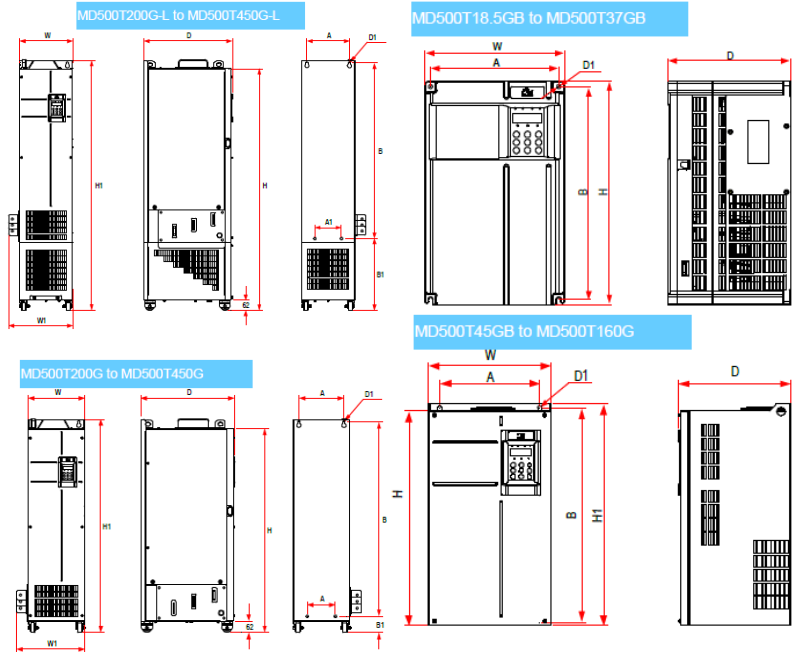 MD500T200G-L to MD500T450G-L
W
D
A
D1
H1
H
B
A1
B1
62
W1
MD500T18.5GB to MD500T37GB
W
A
D1
D
B
H
MD500T200G to MD500T450G
W
D
A
D1
H1
H
B
A
B1
62
W1
MD500T45GB to MD500T160G
W
A
D1
D
H
B
H1